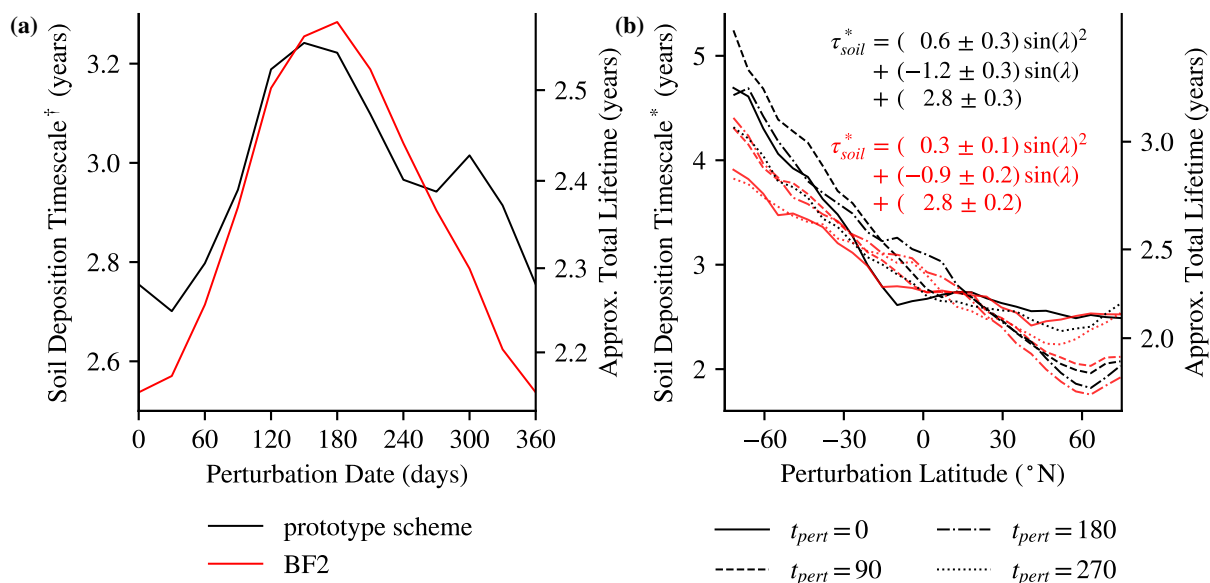 (a)
Soil Deposition Timescale† (years)
3.2
3.0
2.8
2.6
0 60 120 180 240 300 360
Perturbation Date (days)
2.5
2.4
2.3
2.2
Approx. Total Lifetime (years)
prototype scheme
BF2
(b)
Soil Deposition Timescale* (years)
5
4
3
2
−60 −30 0 30 60
Perturbation Latitude (°N)
3.0
2.5
2.0
Approx. Total Lifetime (years)
τ*soil = ( 0.6 ± 0.3) sin(λ)²
+ (−1.2 ± 0.3) sin(λ)
+ ( 2.8 ± 0.3)
τ*soil = ( 0.3 ± 0.1) sin(λ)²
+ (−0.9 ± 0.2) sin(λ)
+ ( 2.8 ± 0.2)
tpert = 0
tpert = 90
tpert = 180
tpert = 270